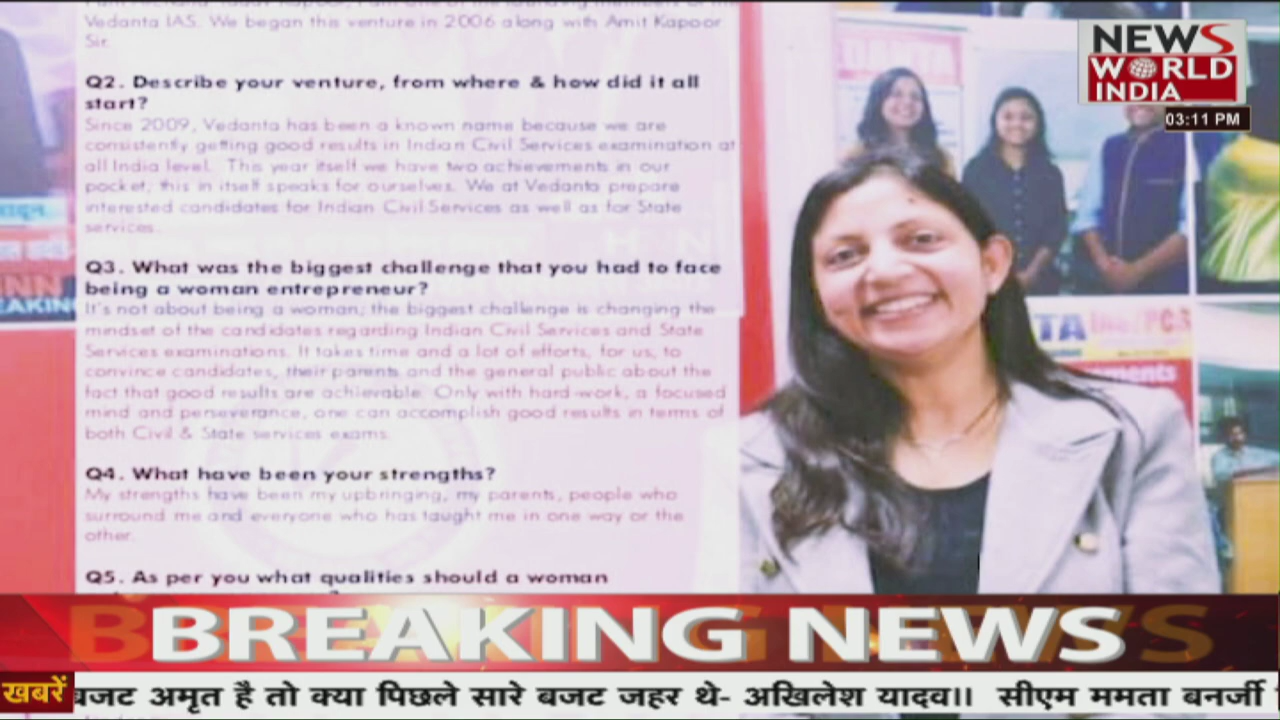 Vedanta IAS. We began this venture in 2006 along with Amit Kapoor
Sir.
Q2. Describe your venture, from where & how did it all
start?
Since 2009, Vedanta has been a known name because we are
consistently getting good results in Indian Civil Services examination at
all India level. This year itself we have two achievements in our
pocket; this in itself speaks for ourselves. We at Vedanta prepare
interested candidates for Indian Civil Services as well as for State
services.
Q3. What was the biggest challenge that you had to face
being a woman entrepreneur?
It's not about being a woman; the biggest challenge is changing the
mindset of the candidates regarding Indian Civil Services and State
Services examinations. It takes time and a lot of efforts, for us, to
convince candidates, their parents and the general public about the
fact that good results are achievable. Only with hard-work, a focused
mind and perseverance, one can accomplish good results in terms of
both Civil & State services exams.
Q4. What have been your strengths?
My strengths have been my upbringing, my parents, people who
surround me and everyone who has taught me in one way or the
other.
Q5. As per you what qualities should a woman
NEWS
WORLD
INDIA
03:11 PM
BREAKING NEWS
खबरें
बजट अमृत है तो क्या पिछले सारे बजट जहर थे- अखिलेश यादव॥ सीएम ममता बनर्जी